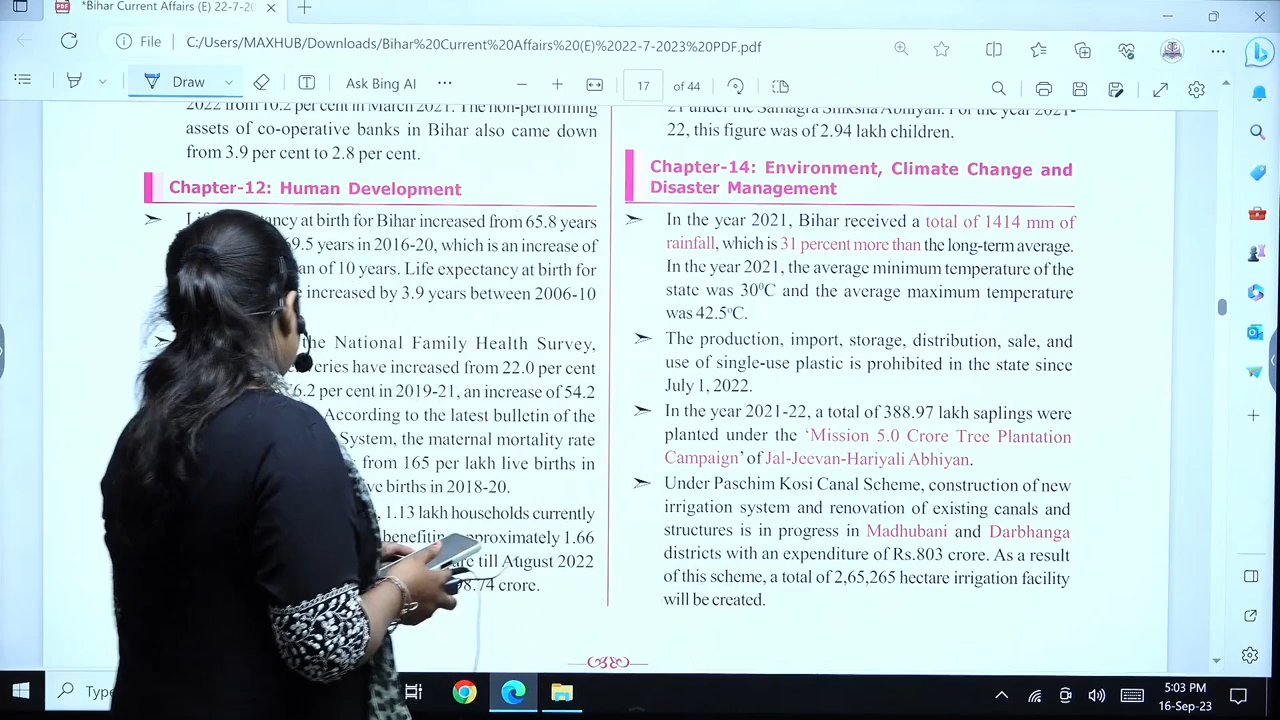 *Bihar Current Affairs (E) 22-7-20
File
C:/Users/MAXHUB/Downloads/Bihar%20Current%20Affairs%20(E)%2022-7-2023%20PDF.pdf
Draw
Ask Bing AI
17 of 44
2022 from 10.2 per cent in March 2021. The non-performing
assets of co-operative banks in Bihar also came down
from 3.9 per cent to 2.8 per cent.
Chapter-12: Human Development
ancy at birth for Bihar increased from 65.8 years
69.5 years in 2016-20, which is an increase of
an of 10 years. Life expectancy at birth for
increased by 3.9 years between 2006-10
the National Family Health Survey,
eries have increased from 22.0 per cent
6.2 per cent in 2019-21, an increase of 54.2
According to the latest bulletin of the
System, the maternal mortality rate
from 165 per lakh live births in
ve births in 2018-20.
1.13 lakh households currently
benefiting approximately 1.66
are till August 2022
98.74 crore.
21 under the Samagra Shiksha Abhiyan. For the year 2021-
22, this figure was of 2.94 lakh children.
Chapter-14: Environment, Climate Change and
Disaster Management
In the year 2021, Bihar received a total of 1414 mm of
rainfall, which is 31 percent more than the long-term average.
In the year 2021, the average minimum temperature of the
state was 30⁰C and the average maximum temperature
was 42.5°C.
The production, import, storage, distribution, sale, and
use of single-use plastic is prohibited in the state since
July 1, 2022.
In the year 2021-22, a total of 388.97 lakh saplings were
planted under the ‘Mission 5.0 Crore Tree Plantation
Campaign’ of Jal-Jeevan-Hariyali Abhiyan.
Under Paschim Kosi Canal Scheme, construction of new
irrigation system and renovation of existing canals and
structures is in progress in Madhubani and Darbhanga
districts with an expenditure of Rs.803 crore. As a result
of this scheme, a total of 2,65,265 hectare irrigation facility
will be created.
Type
5:03 PM
16-Sep-23